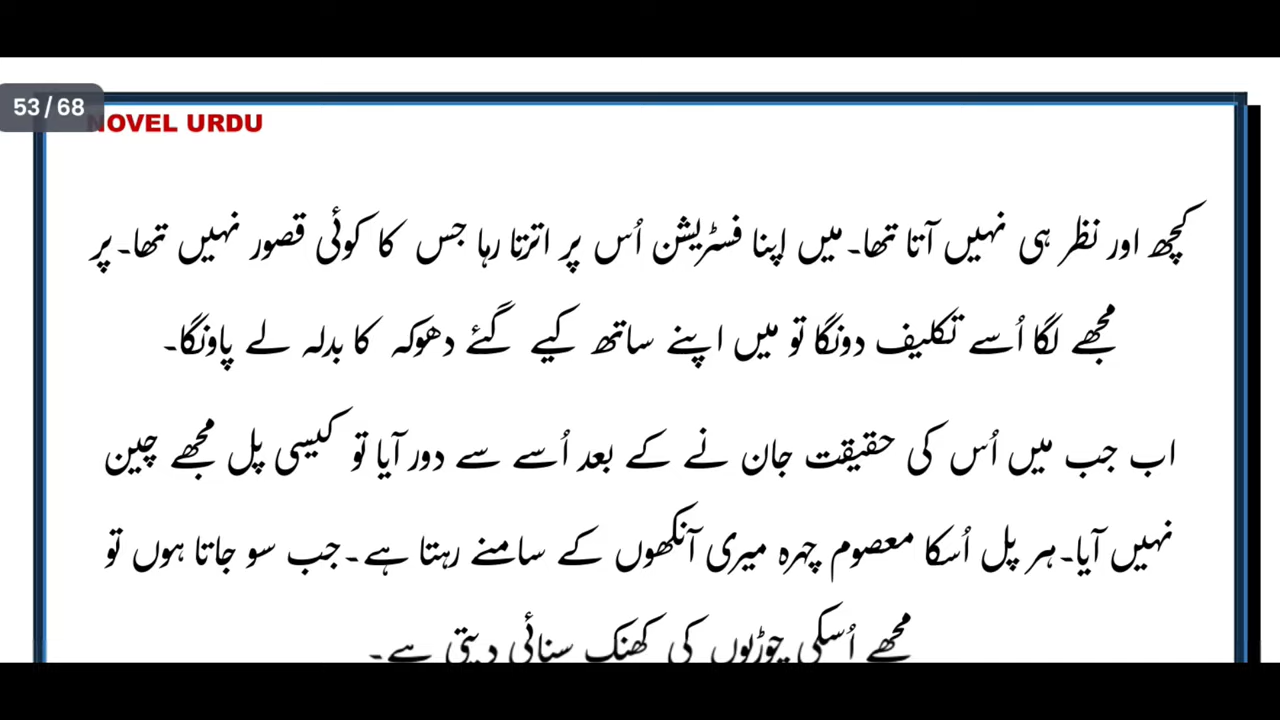 53/68
NOVEL URDU
کچھ اور نظر ہی نہیں آتا تھا۔میں اپنا فسٹریشن اُس پر اترتا رہا جس کا کوئی قصور نہیں تھا۔پر
مجھے لگا اُسے تکلیف دونگا تو میں اپنے ساتھ کیے گئے دھوکہ کا بدلہ لے پاونگا۔
اب جب میں اُس کی حقیقت جان نے کے بعد اُسے سے دور آیا تو کیسی پل مجھے چین
نہیں آیا۔ہر پل اُسکا معصوم چہرہ میری آنکھوں کے سامنے رہتا ہے۔جب سو جاتا ہوں تو
مجھے اُسکی چوڑیوں کی کھنک سنائی دیتی ہے۔